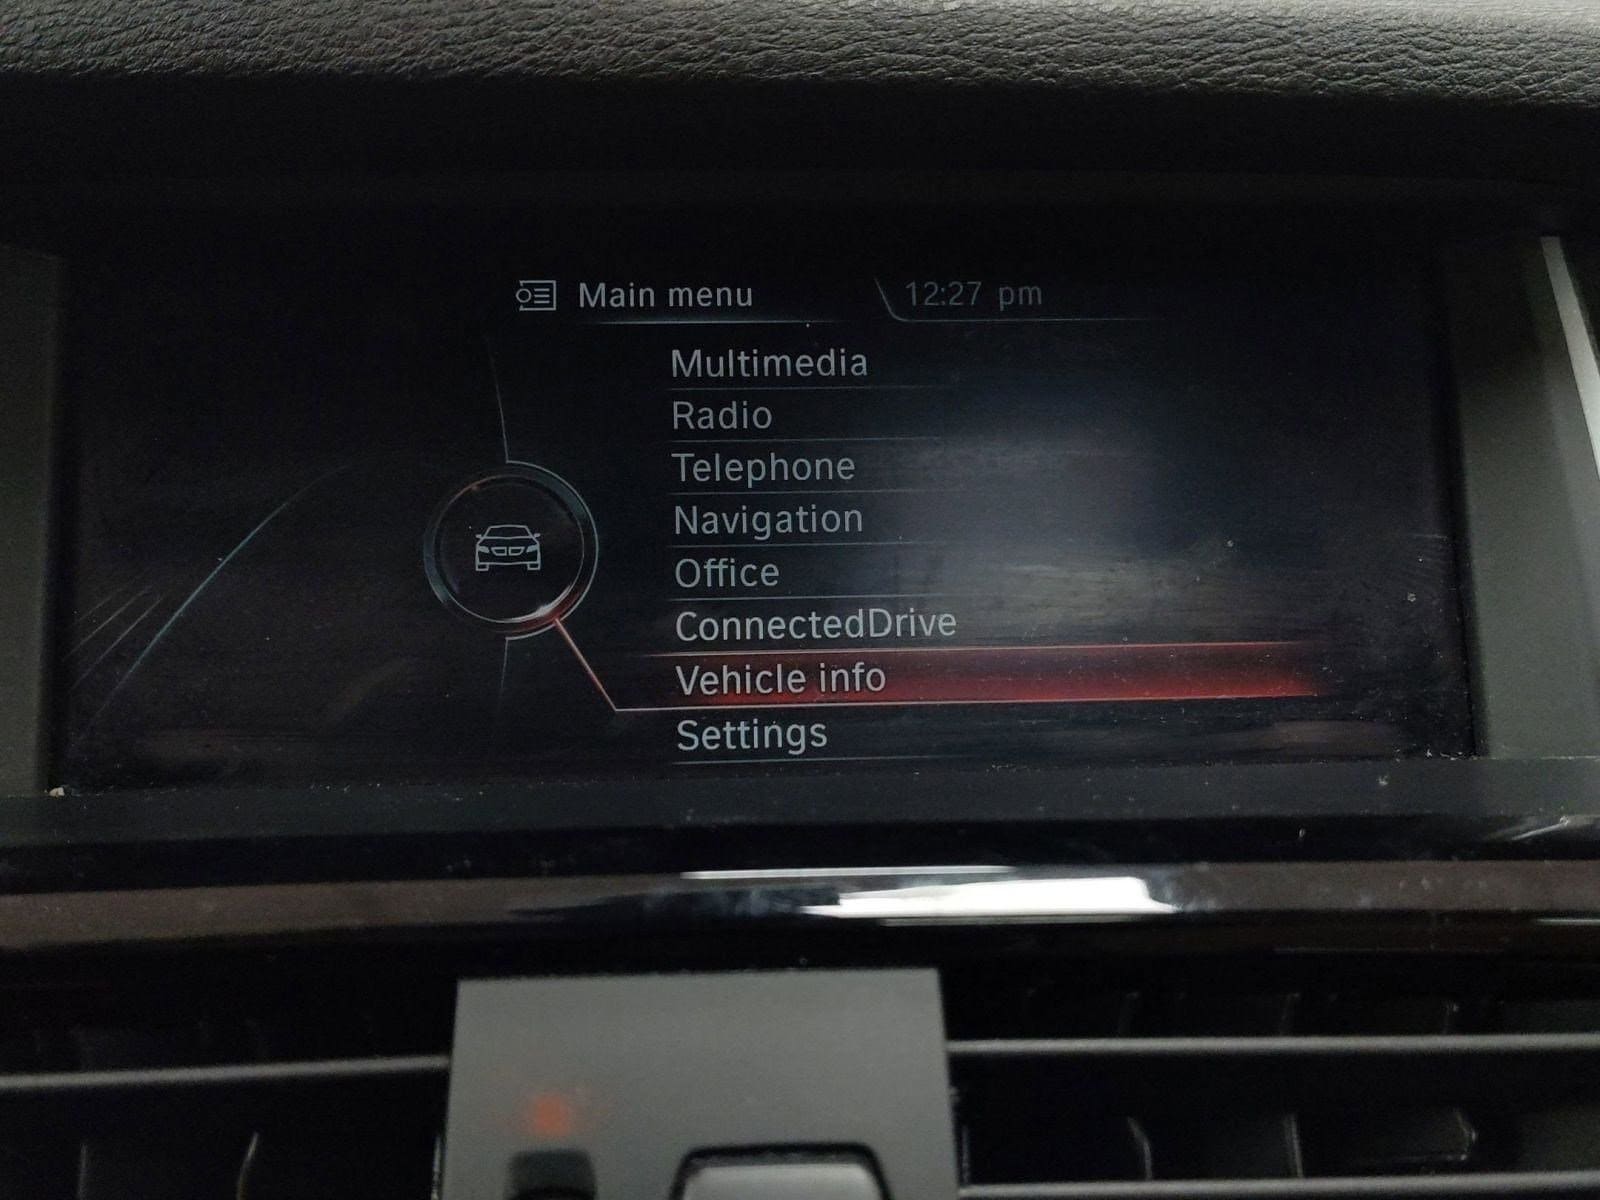 Main menu
12:27 pm
Multimedia
Radio
Telephone
Navigation
Office
ConnectedDrive
Vehicle info
Settings